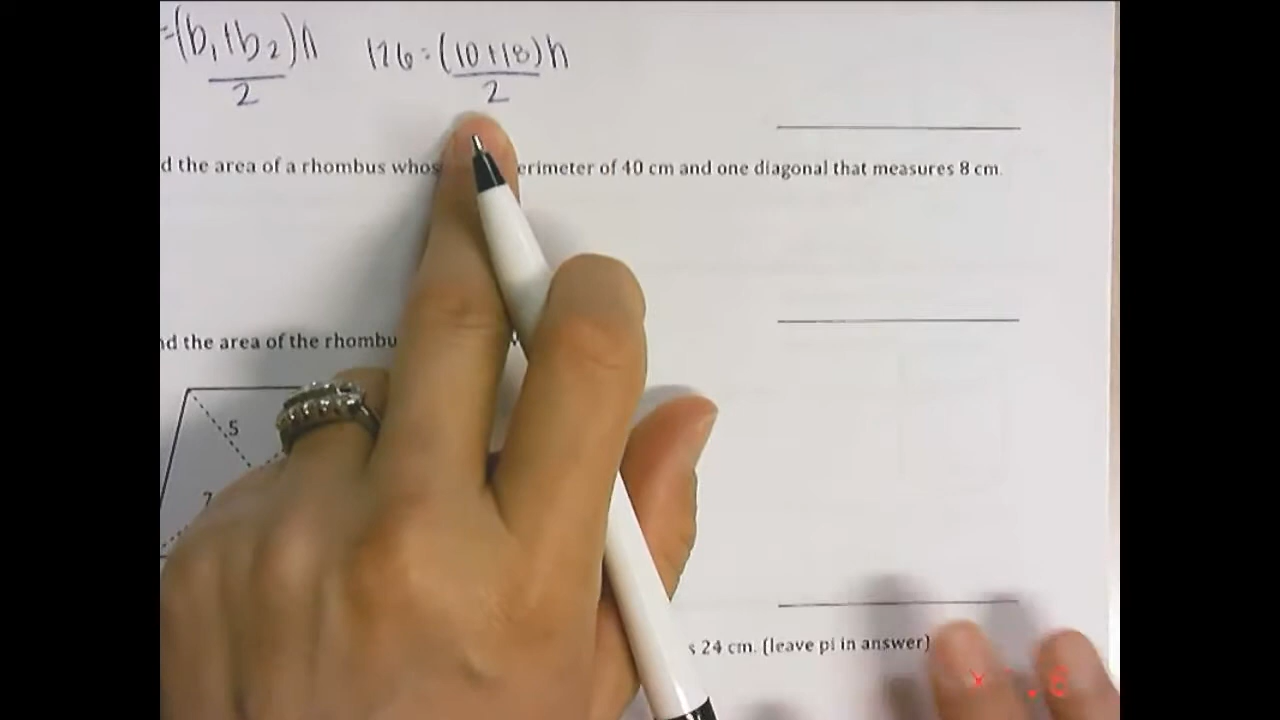 =(b₁+b₂)h/2 126=(10+18)h/2
d the area of a rhombus whos erimeter of 40 cm and one diagonal that measures 8 cm.
nd the area of the rhombu
5
7
s 24 cm. (leave pi in answer)